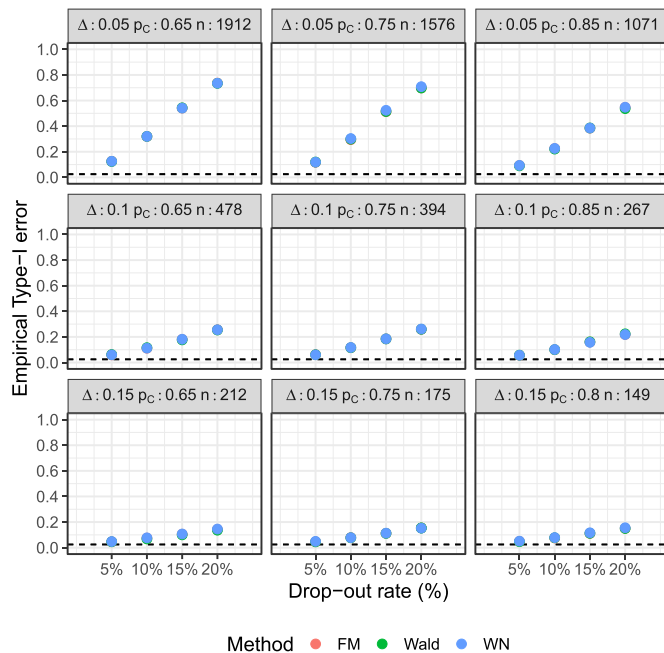 Δ : 0.05 p_C : 0.65 n : 1912
Δ : 0.05 p_C : 0.75 n : 1576
Δ : 0.05 p_C : 0.85 n : 1071
1.0
0.8
0.6
0.4
0.2
0.0
Δ : 0.1 p_C : 0.65 n : 478
Δ : 0.1 p_C : 0.75 n : 394
Δ : 0.1 p_C : 0.85 n : 267
1.0
0.8
0.6
0.4
0.2
0.0
Empirical Type−I error
Δ : 0.15 p_C : 0.65 n : 212
Δ : 0.15 p_C : 0.75 n : 175
Δ : 0.15 p_C : 0.8 n : 149
1.0
0.8
0.6
0.4
0.2
0.0
5% 10% 15% 20%
5% 10% 15% 20%
5% 10% 15% 20%
Drop−out rate (%)
Method FM Wald WN